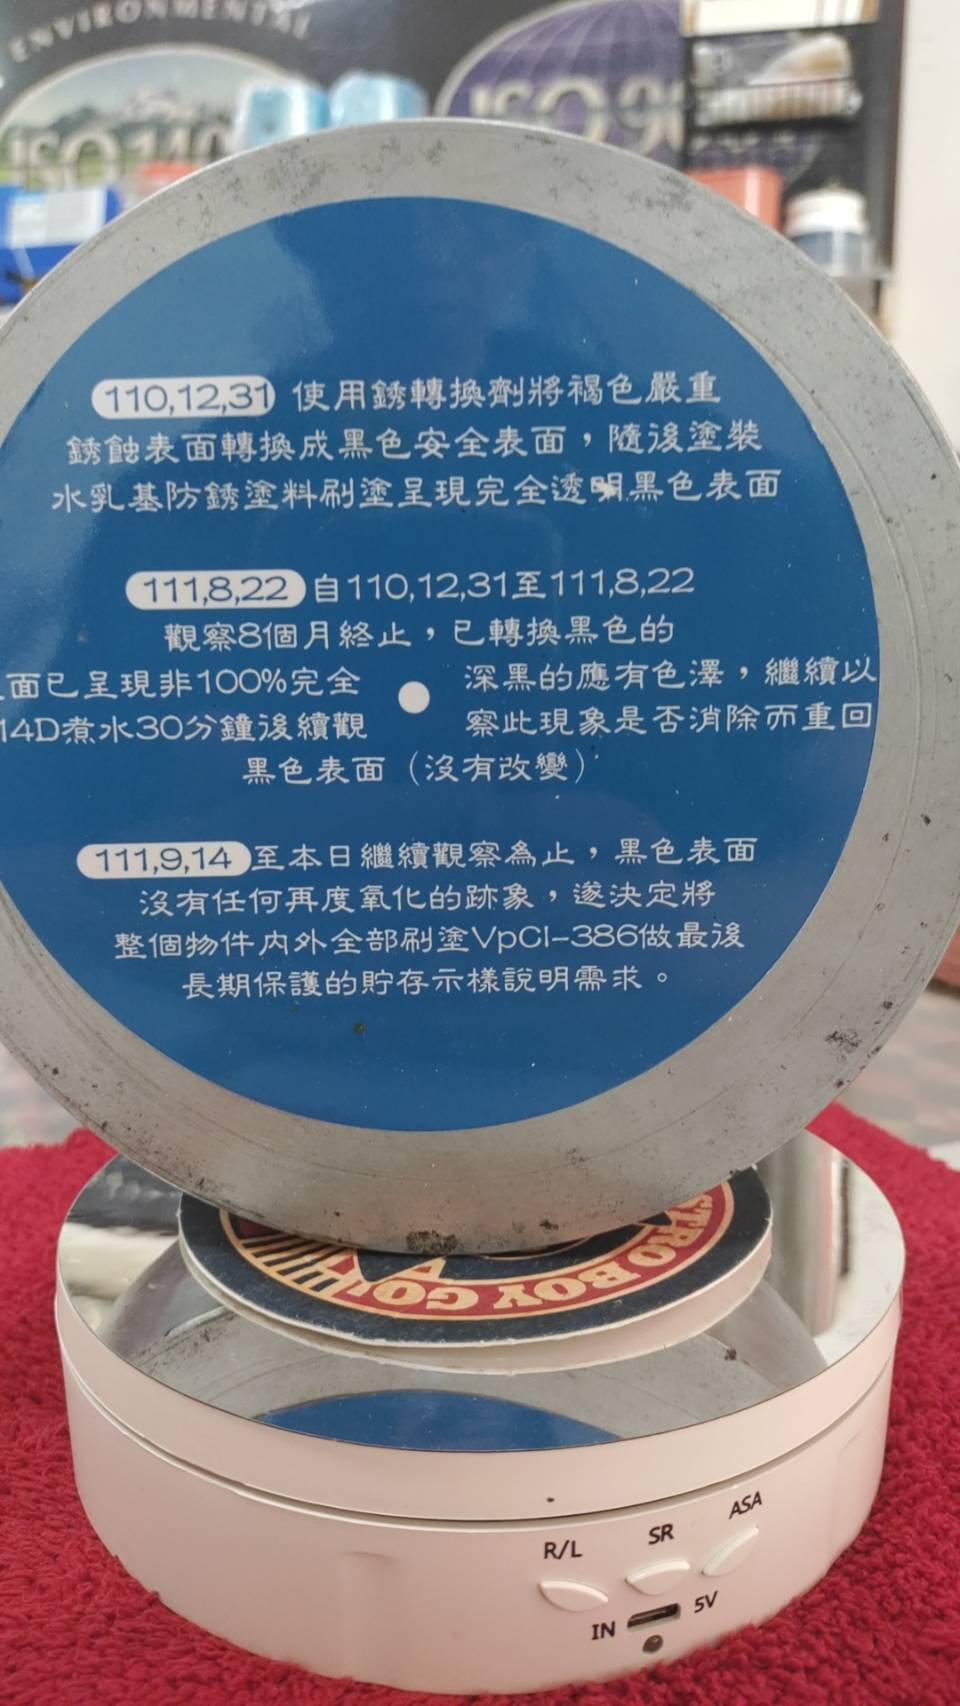 ENVIRONMENTAL
110,12,31 使用銹轉換劑將褐色嚴重
銹蝕表面轉換成黑色安全表面，隨後塗裝
水乳基防銹塗料刷塗呈現完全透明黑色表面
111,8,22 自110,12,31至111,8,22
觀察8個月終止，已轉換黑色的
面已呈現非100%完全 深黑的應有色澤，繼續以
14D煮水30分鐘後續觀 察此現象是否消除而重回
黑色表面（沒有改變）
111,9,14 至本日繼續觀察為止，黑色表面
沒有任何再度氧化的跡象，遂決定將
整個物件內外全部刷塗VpCI-386做最後
長期保護的貯存示樣說明需求。
STRO BOY GO
R/L SR ASA
IN 5V